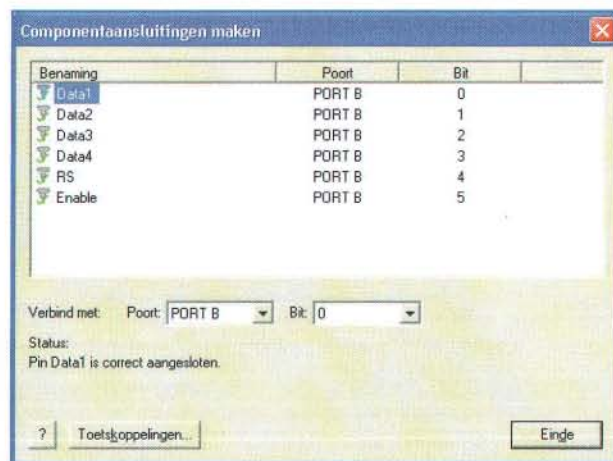 Componentaansluitingen maken
Benaming Poort Bit
Data1 PORT B 0
Data2 PORT B 1
Data3 PORT B 2
Data4 PORT B 3
RS PORT B 4
Enable PORT B 5
Verbind met: Poort: PORT B Bit: 0
Status:
Pin Data1 is correct aangesloten.
? Toetskoppelingen... Einde